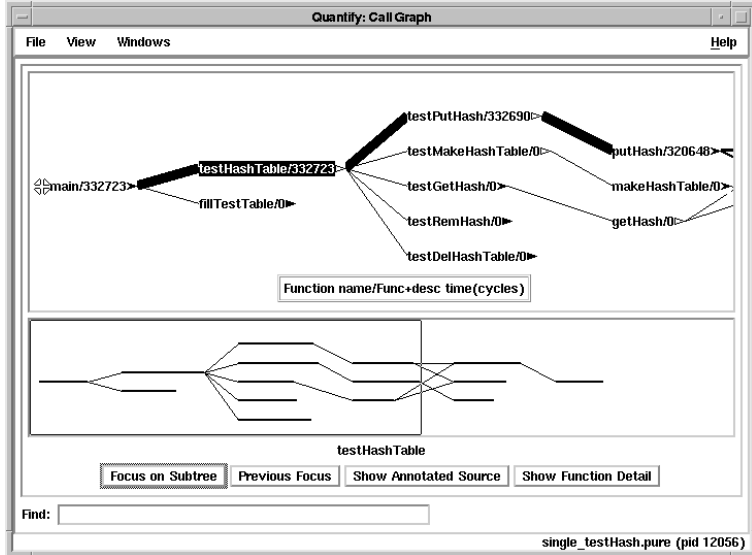 Quantify: Call Graph
File View Windows Help
testPutHash/332690
testMakeHashTable/0 putHash/320648
testHashTable/332723
main/332723 testGetHash/0 makeHashTable/0
fillTestTable/0
testRemHash/0 getHash/0
testDelHashTable/0
Function name/Func+desc time(cycles)
testHashTable
Focus on Subtree Previous Focus Show Annotated Source Show Function Detail
Find:
single_testHash.pure (pid 12056)